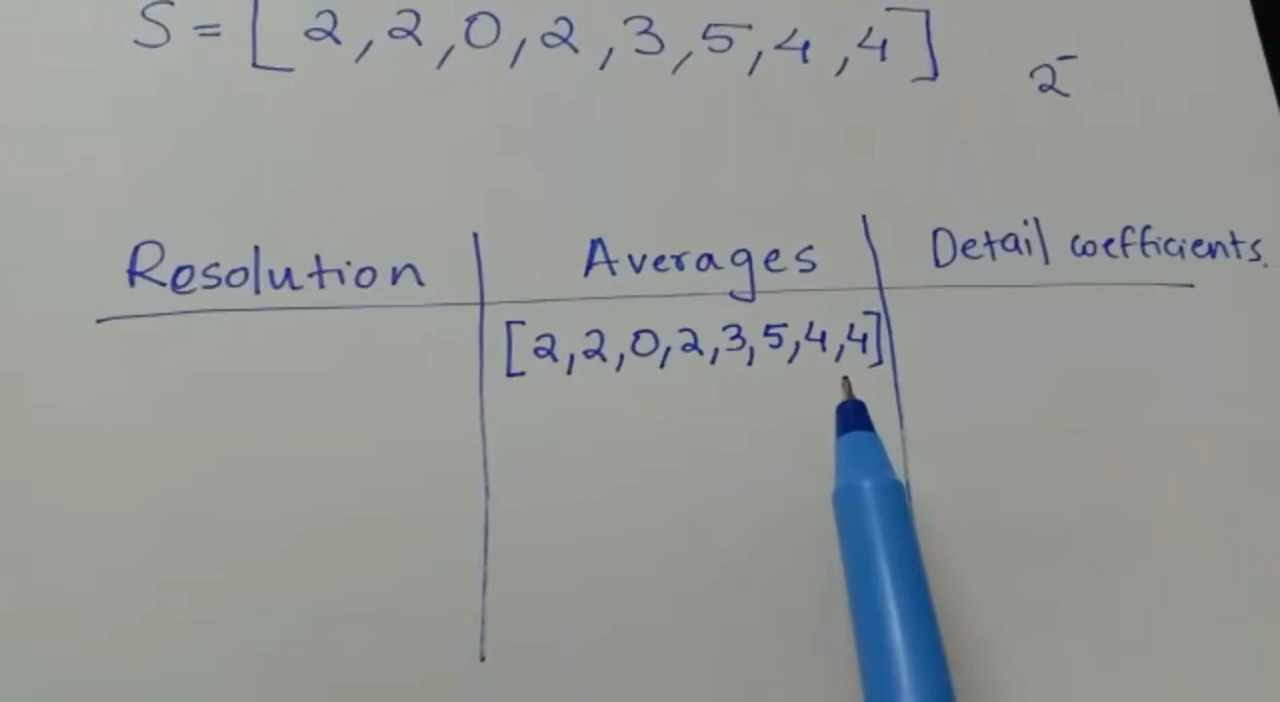 S = [ 2,2,0,2,3,5,4,4]
2-
Resolution Averages Detail coefficients.
[2,2,0,2,3,5,4,4]